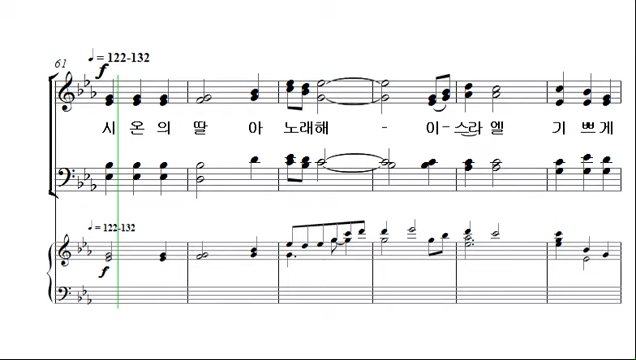 ♩= 122-132
61
f
시 온 의 딸 아 노래해 - 이-스라 엘 기 쁘게
♩= 122-132
f